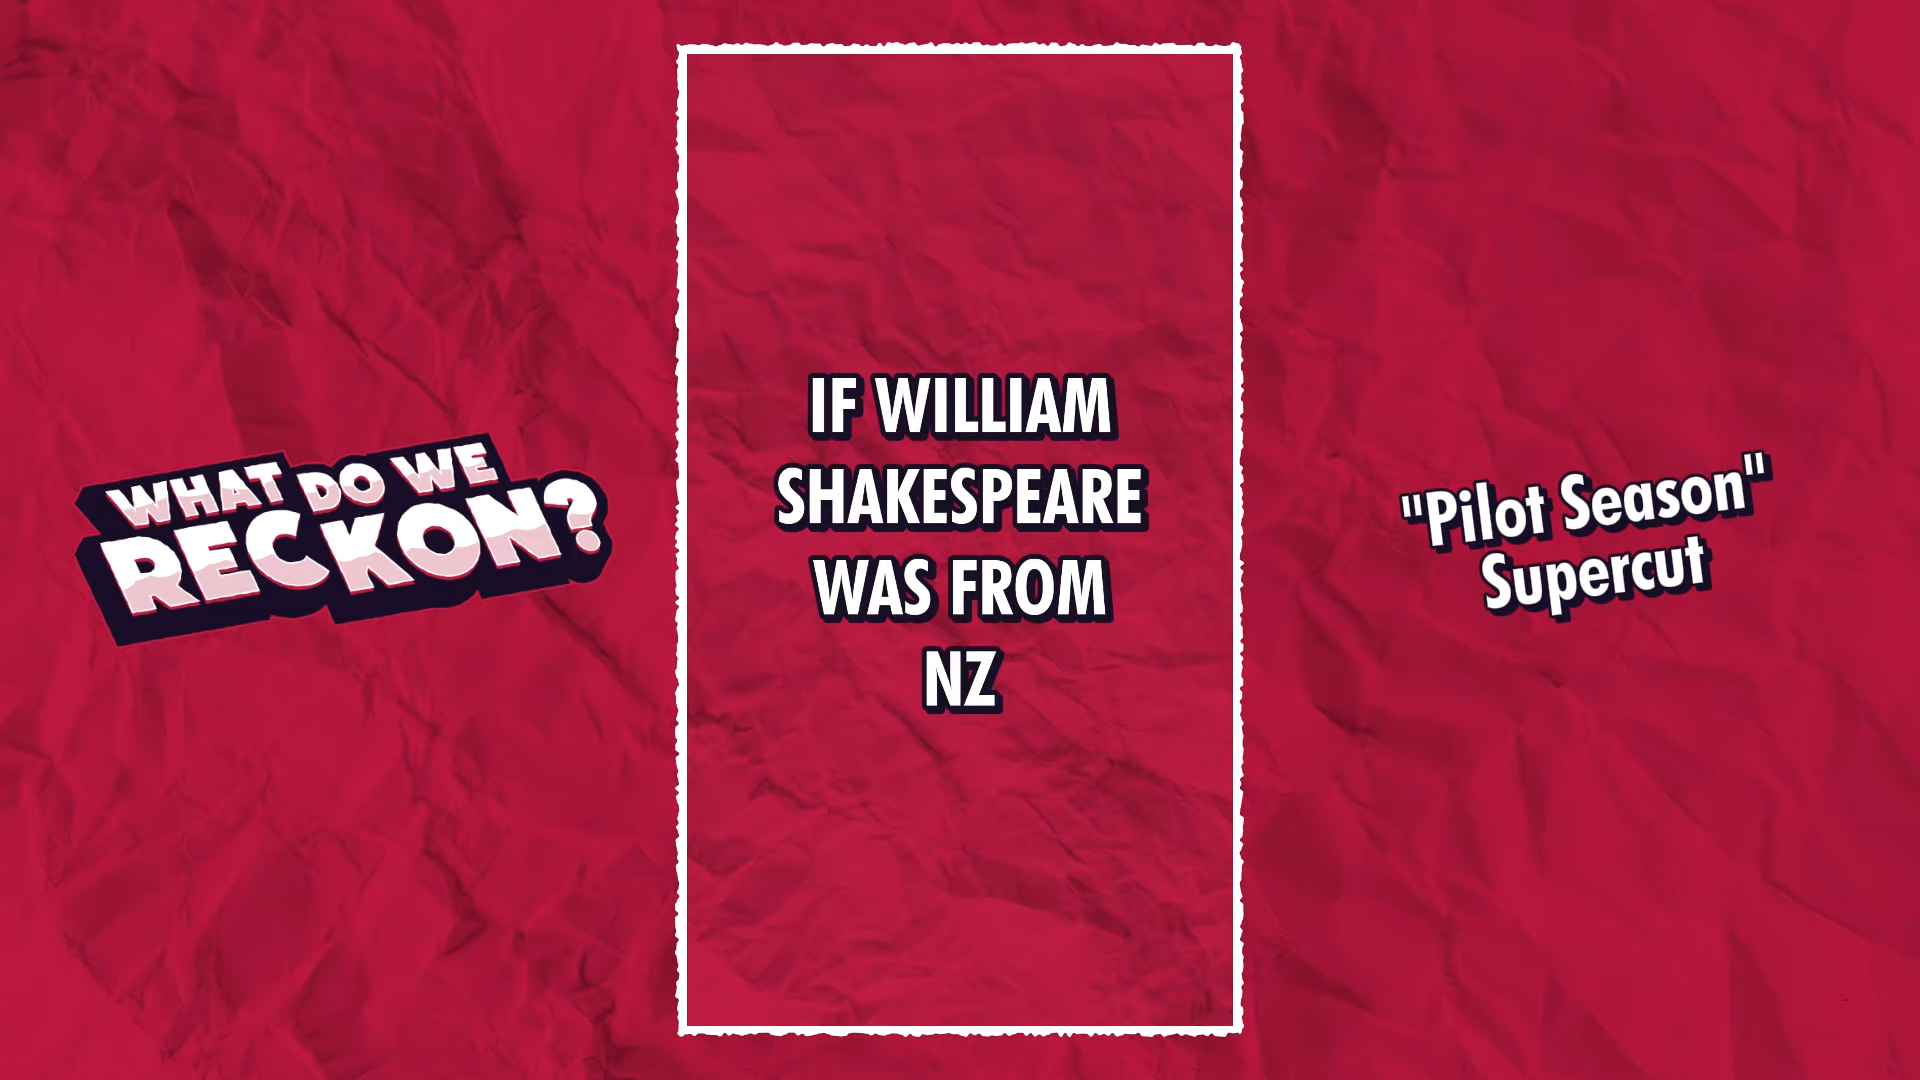 WHAT DO WE
RECKON?
IF WILLIAM
SHAKESPEARE
WAS FROM
NZ
"Pilot Season"
Supercut